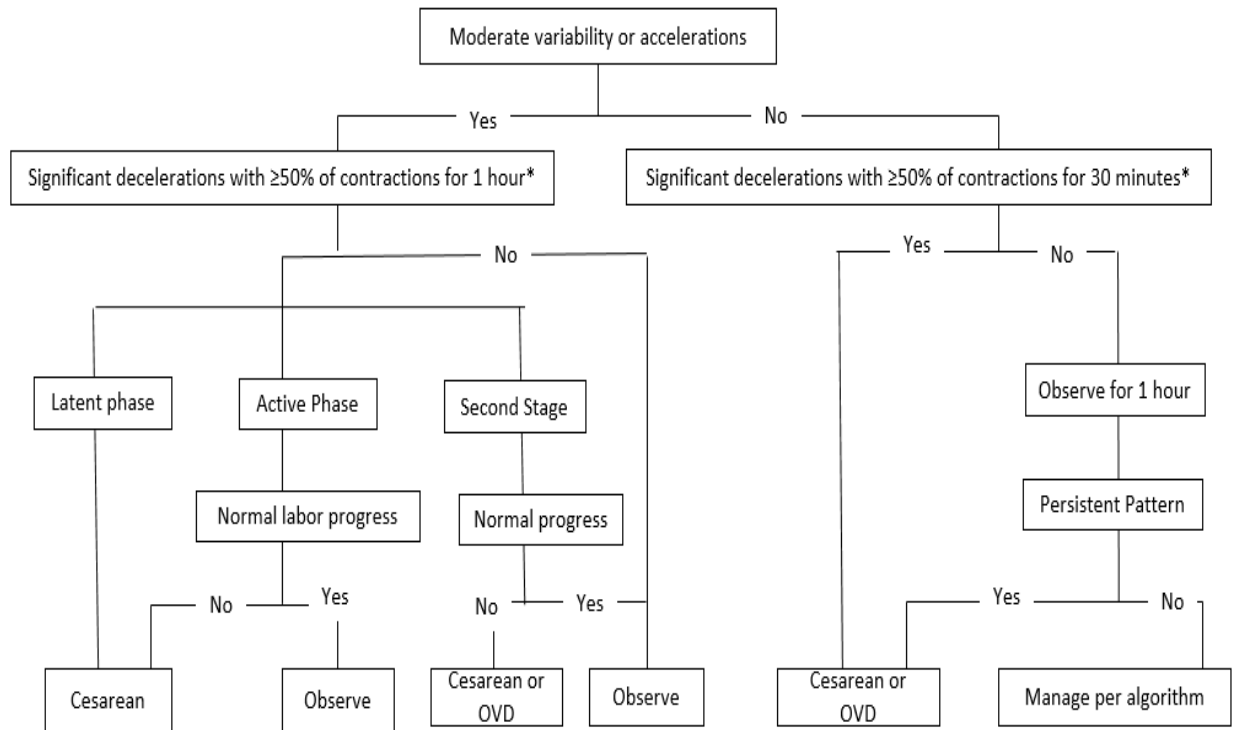 Moderate variability or accelerations
Yes
No
Significant decelerations with ≥50% of contractions for 1 hour*
Significant decelerations with ≥50% of contractions for 30 minutes*
No
Yes
No
Latent phase
Active Phase
Second Stage
Observe for 1 hour
Normal labor progress
Normal progress
Persistent Pattern
No
Yes
No
Yes
Yes
No
Cesarean
Observe
Cesarean or
OVD
Observe
Cesarean or
OVD
Manage per algorithm